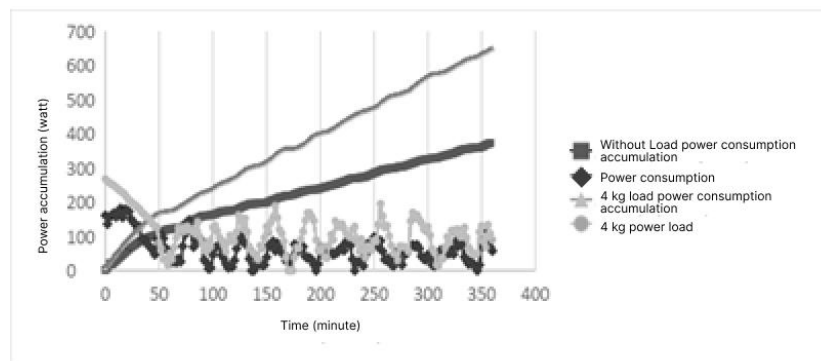 700
600
500
400
300
200
100
0
0 50 100 150 200 250 300 350 400
Power accumulation (watt)
Time (minute)
Without Load power consumption
accumulation
Power consumption
4 kg load power consumption
accumulation
4 kg power load